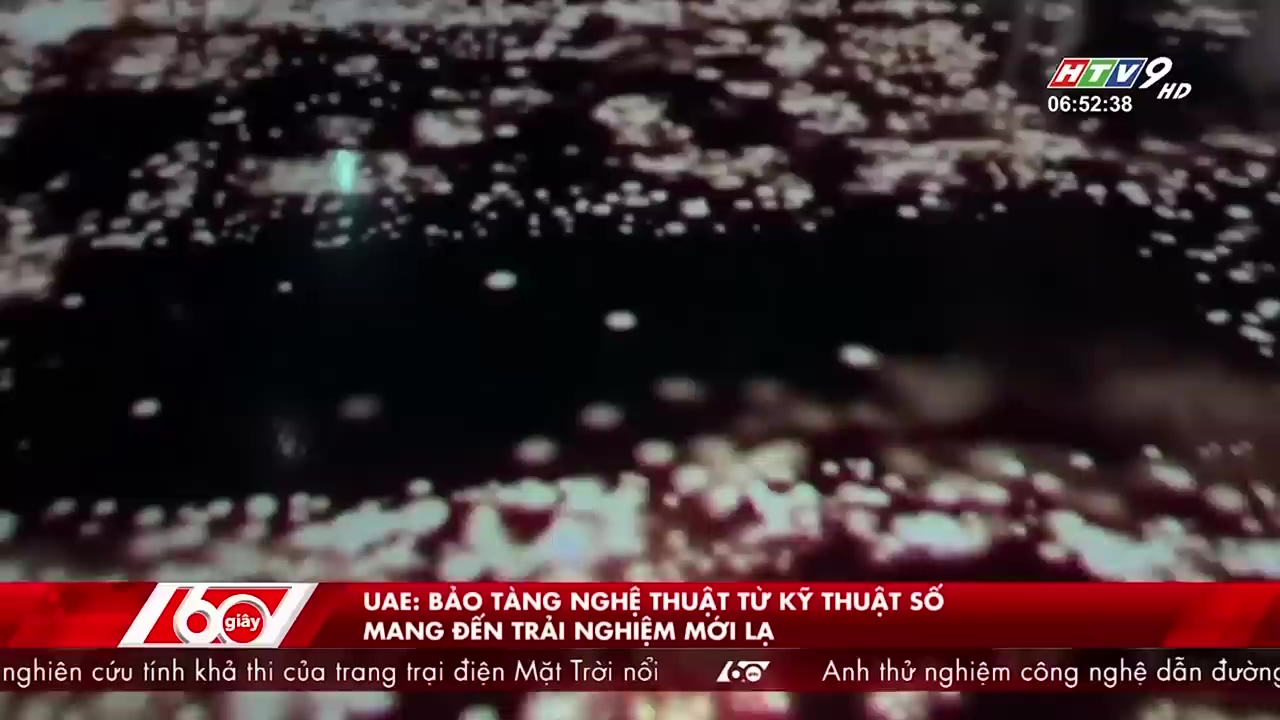 HTV9 HD
06:52:38
60 giây
UAE: BẢO TÀNG NGHỆ THUẬT TỪ KỸ THUẬT SỐ
MANG ĐẾN TRẢI NGHIỆM MỚI LẠ
nghiên cứu tính khả thi của trang trại điện Mặt Trời nổi 60 giây Anh thử nghiệm công nghệ dẫn đường